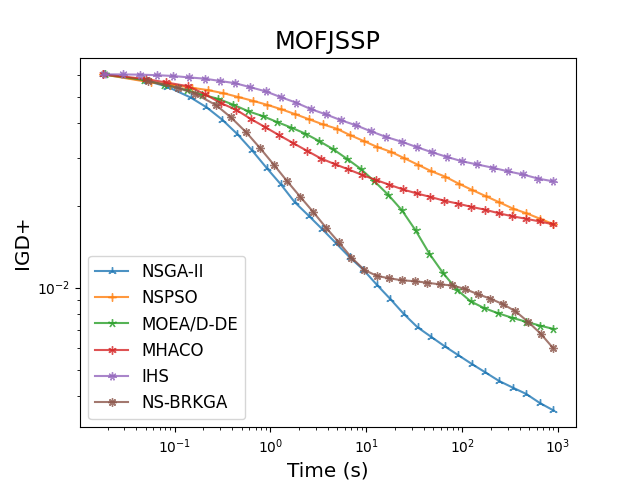 MOFJSSP
IGD+
10⁻²
NSGA-II
NSPSO
MOEA/D-DE
MHACO
IHS
NS-BRKGA
10⁻¹ 10⁰ 10¹ 10² 10³
Time (s)